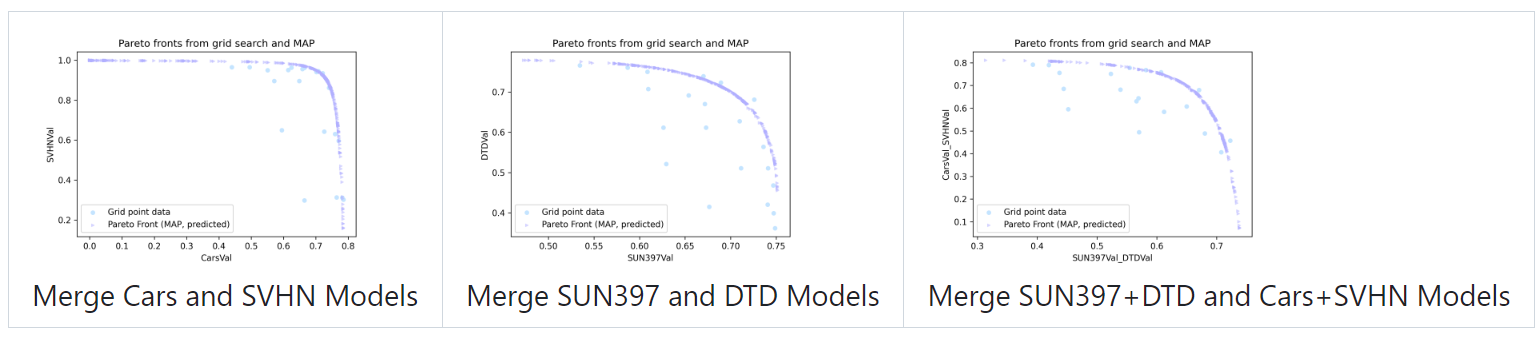 Pareto fronts from grid search and MAP
1.0
0.8
0.6
0.4
0.2
SVHNVal
Grid point data
Pareto Front (MAP, predicted)
0.0 0.1 0.2 0.3 0.4 0.5 0.6 0.7 0.8
CarsVal
Merge Cars and SVHN Models
Pareto fronts from grid search and MAP
0.7
0.6
0.5
0.4
DTDVal
Grid point data
Pareto Front (MAP, predicted)
0.50 0.55 0.60 0.65 0.70 0.75
SUN397Val
Merge SUN397 and DTD Models
Pareto fronts from grid search and MAP
0.8
0.7
0.6
0.5
0.4
0.3
0.2
0.1
CarsVal_SVHNVal
Grid point data
Pareto Front (MAP, predicted)
0.3 0.4 0.5 0.6 0.7
SUN397Val_DTDVal
Merge SUN397+DTD and Cars+SVHN Models